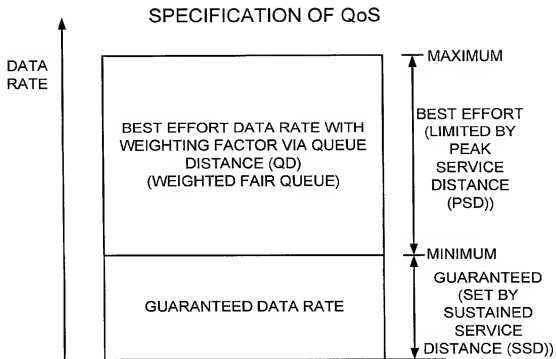 SPECIFICATION OF QoS
DATA
RATE
MAXIMUM
BEST EFFORT DATA RATE WITH
WEIGHTING FACTOR VIA QUEUE
DISTANCE (QD)
(WEIGHTED FAIR QUEUE)
BEST EFFORT
(LIMITED BY
PEAK
SERVICE
DISTANCE
(PSD))
MINIMUM
GUARANTEED DATA RATE
GUARANTEED
(SET BY
SUSTAINED
SERVICE
DISTANCE (SSD))